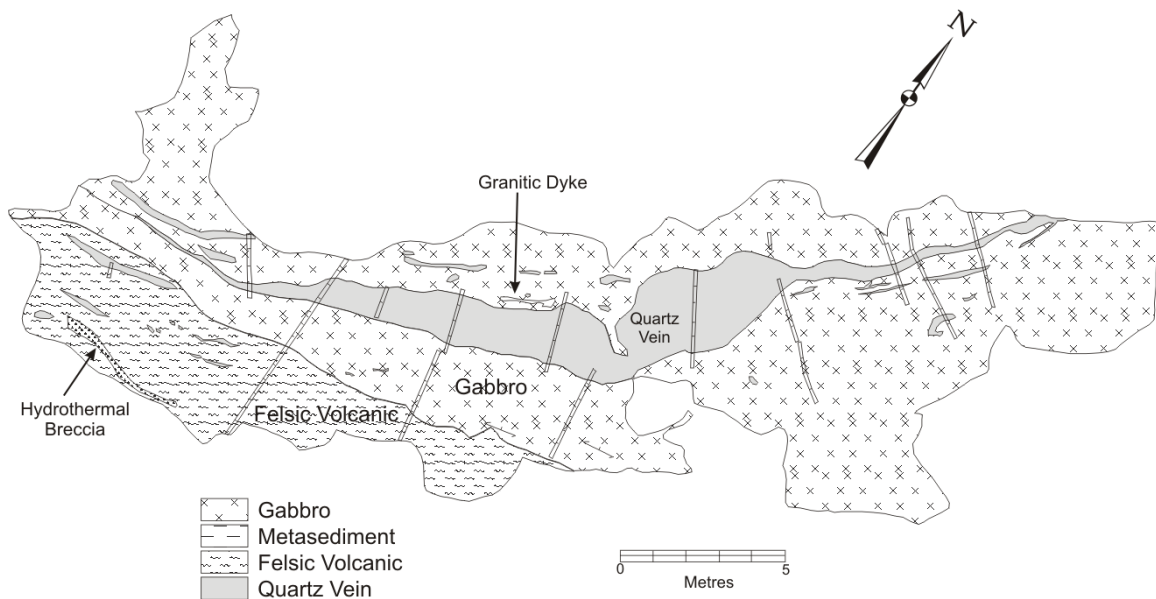 N
Granitic Dyke
Quartz
Vein
Gabbro
Felsic Volcanic
Hydrothermal
Breccia
Gabbro
Metasediment
Felsic Volcanic
Quartz Vein
0
5
Metres